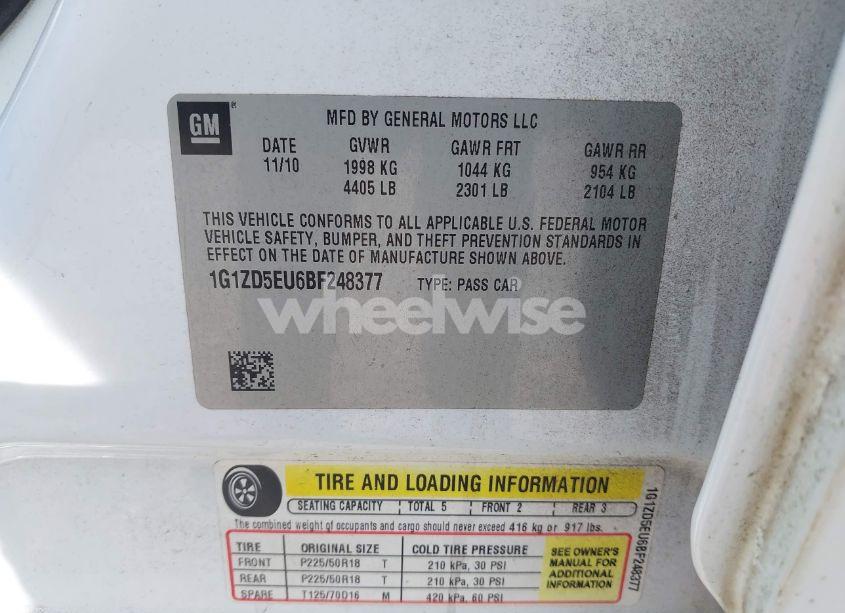 GM
MFD BY GENERAL MOTORS LLC
DATE GVWR GAWR FRT GAWR RR
11/10 1998 KG 1044 KG 954 KG
4405 LB 2301 LB 2104 LB
THIS VEHICLE CONFORMS TO ALL APPLICABLE U.S. FEDERAL MOTOR
VEHICLE SAFETY, BUMPER, AND THEFT PREVENTION STANDARDS IN
EFFECT ON THE DATE OF MANUFACTURE SHOWN ABOVE.
1G1ZD5EU6BF248377 TYPE: PASS CAR
wheelwise
TIRE AND LOADING INFORMATION
SEATING CAPACITY TOTAL 5 FRONT 2 REAR 3
The combined weight of occupants and cargo should never exceed 416 kg or 917 lbs.
TIRE ORIGINAL SIZE COLD TIRE PRESSURE
FRONT P225/50R18 T 210 kPa, 30 PSI
REAR P225/50R18 T 210 kPa, 30 PSI
SPARE T125/70D16 M 420 kPa, 60 PSI
SEE OWNER'S
MANUAL FOR
ADDITIONAL
INFORMATION
1G1ZD5EU6BF248377